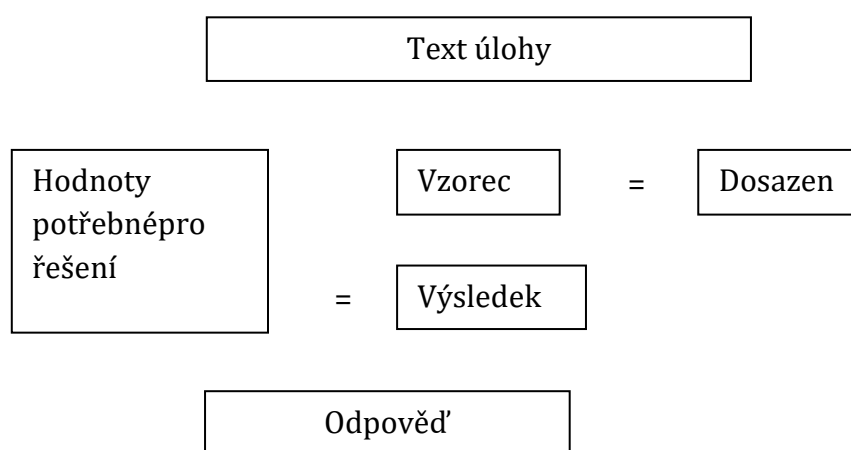 Text úlohy
Hodnoty
potřebnépro
řešení
Vzorec = Dosazen
= Výsledek
Odpověď